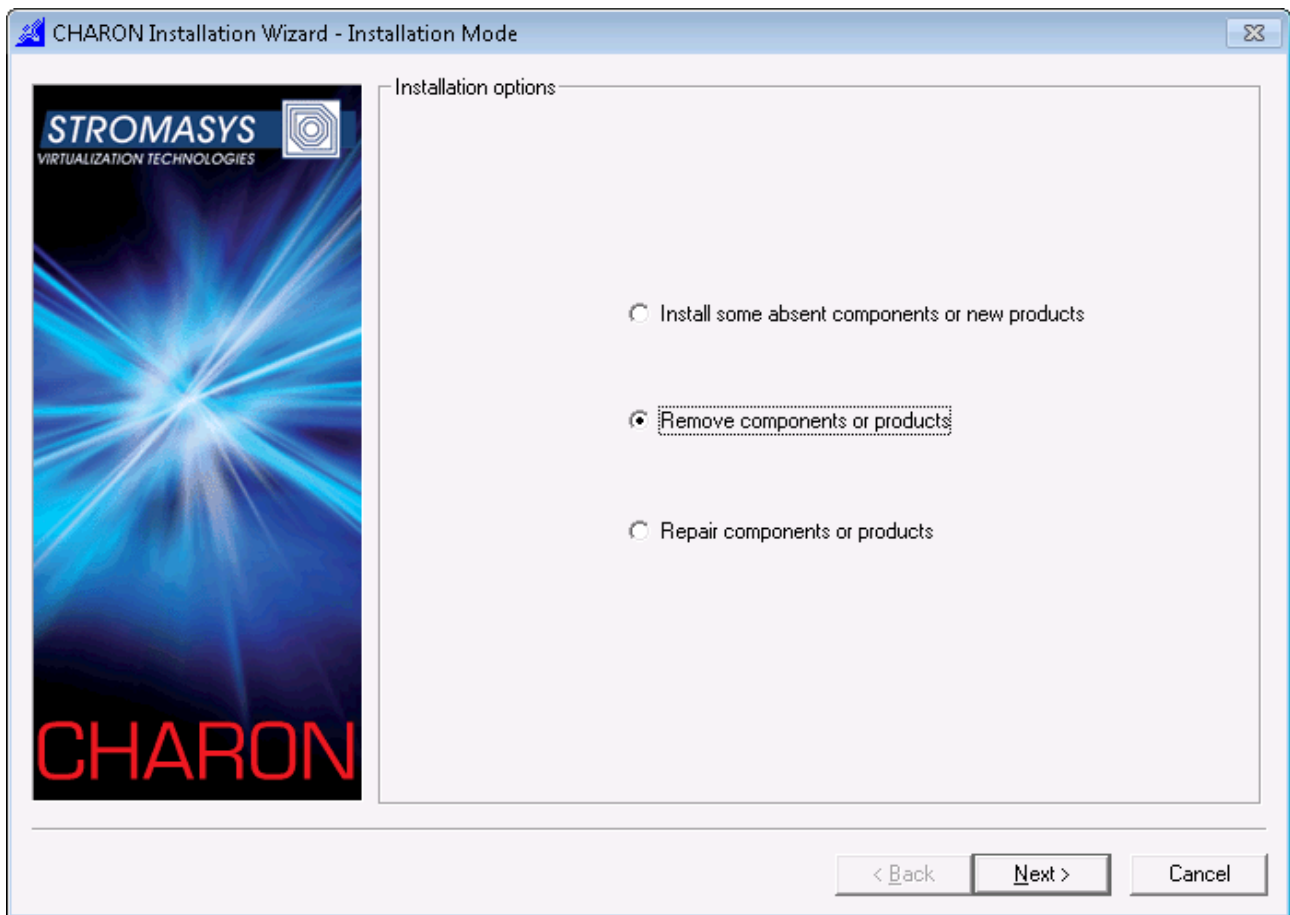 CHARON Installation Wizard - Installation Mode
STROMASYS
VIRTUALIZATION TECHNOLOGIES
CHARON
Installation options
Install some absent components or new products
Remove components or products
Repair components or products
< Back
Next >
Cancel